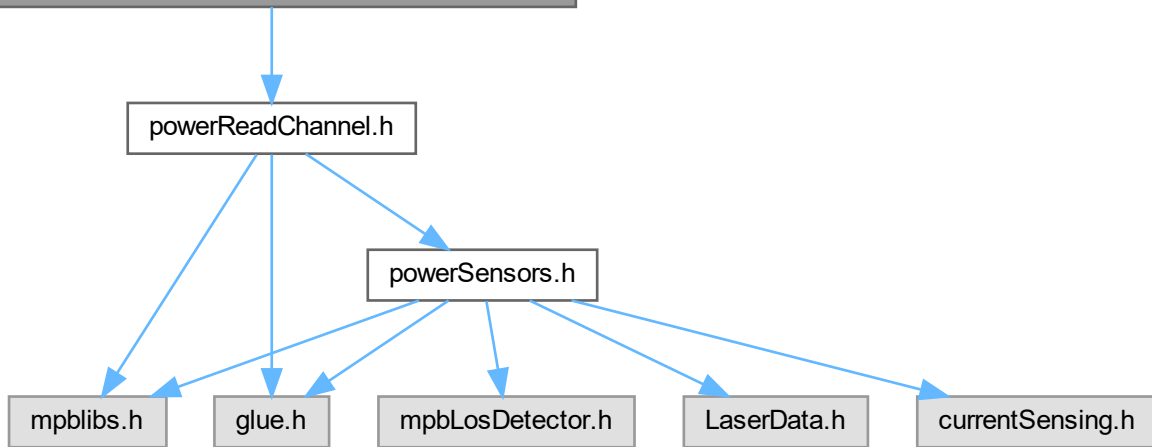 powerReadChannel.h
powerSensors.h
mpblibs.h
glue.h
mpbLosDetector.h
LaserData.h
currentSensing.h